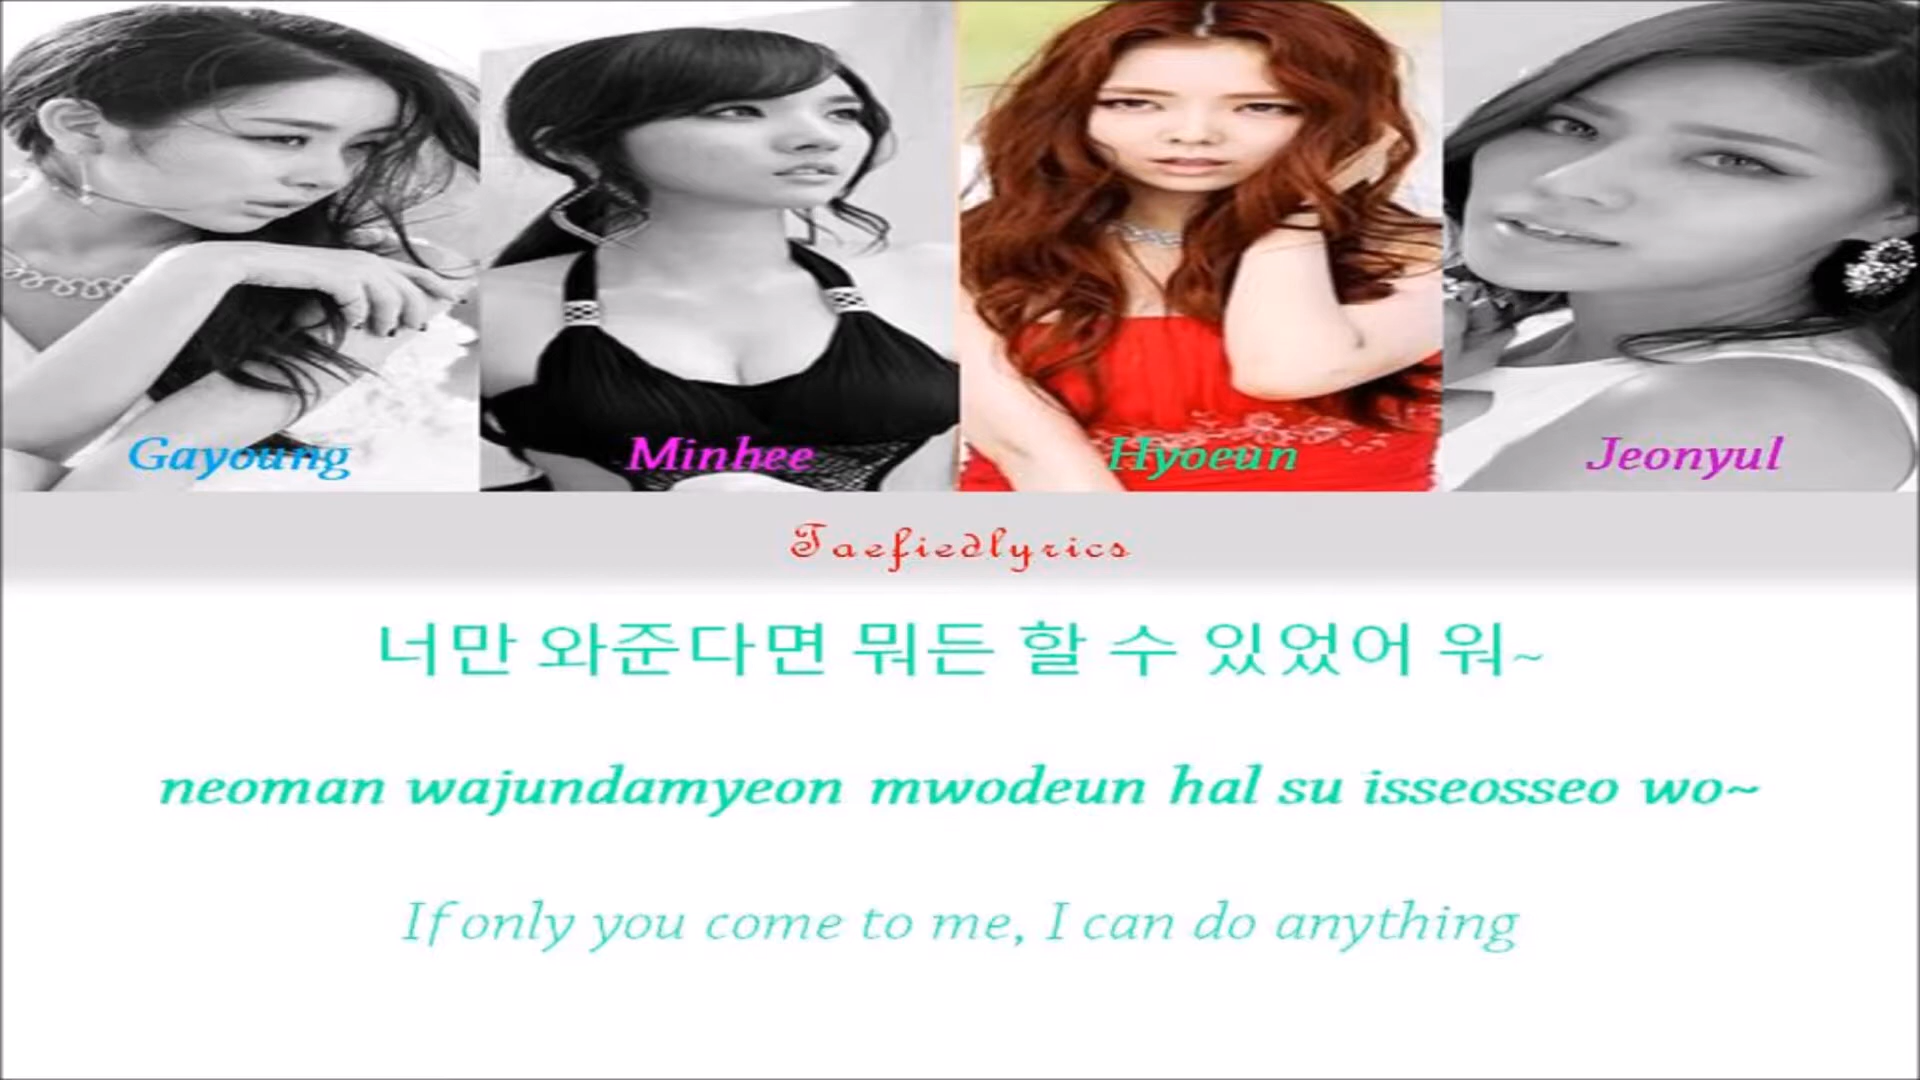 Gayoung Minhee Hyoeun Jeonyul
Taefiedlyrics
너만 와준다면 뭐든 할 수 있었어 워~
neoman wajundamyeon mwodeun hal su isseosseo wo~
If only you come to me, I can do anything